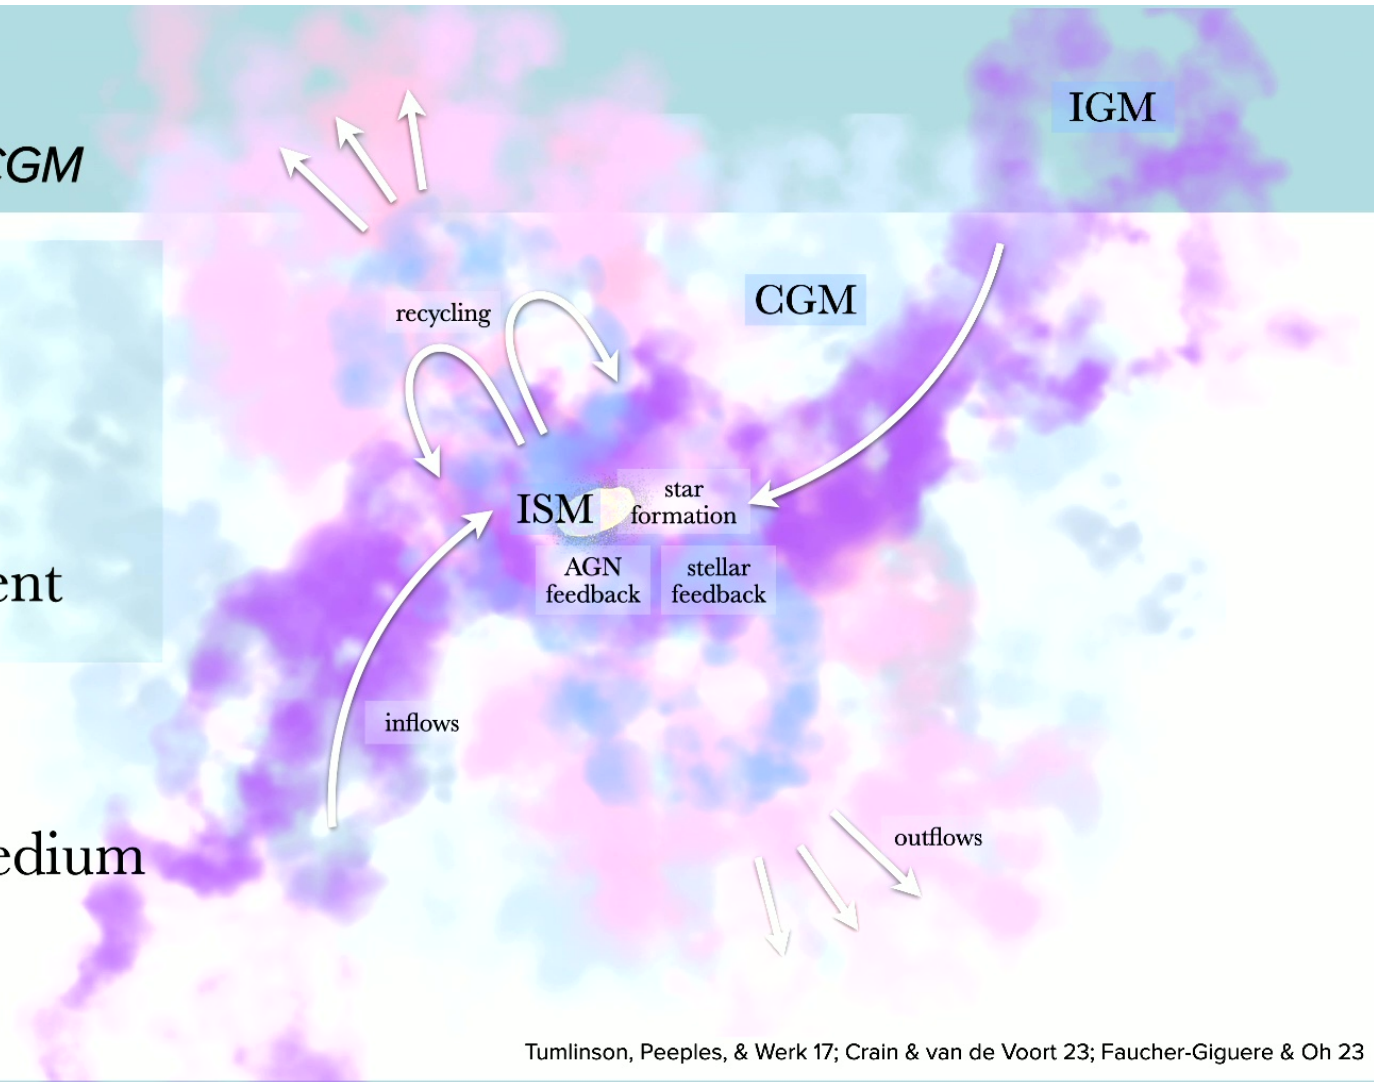 CGM
IGM
CGM
recycling
ISM
star
formation
AGN
feedback
stellar
feedback
ent
inflows
outflows
edium
Tumlinson, Peeples, & Werk 17; Crain & van de Voort 23; Faucher-Giguere & Oh 23